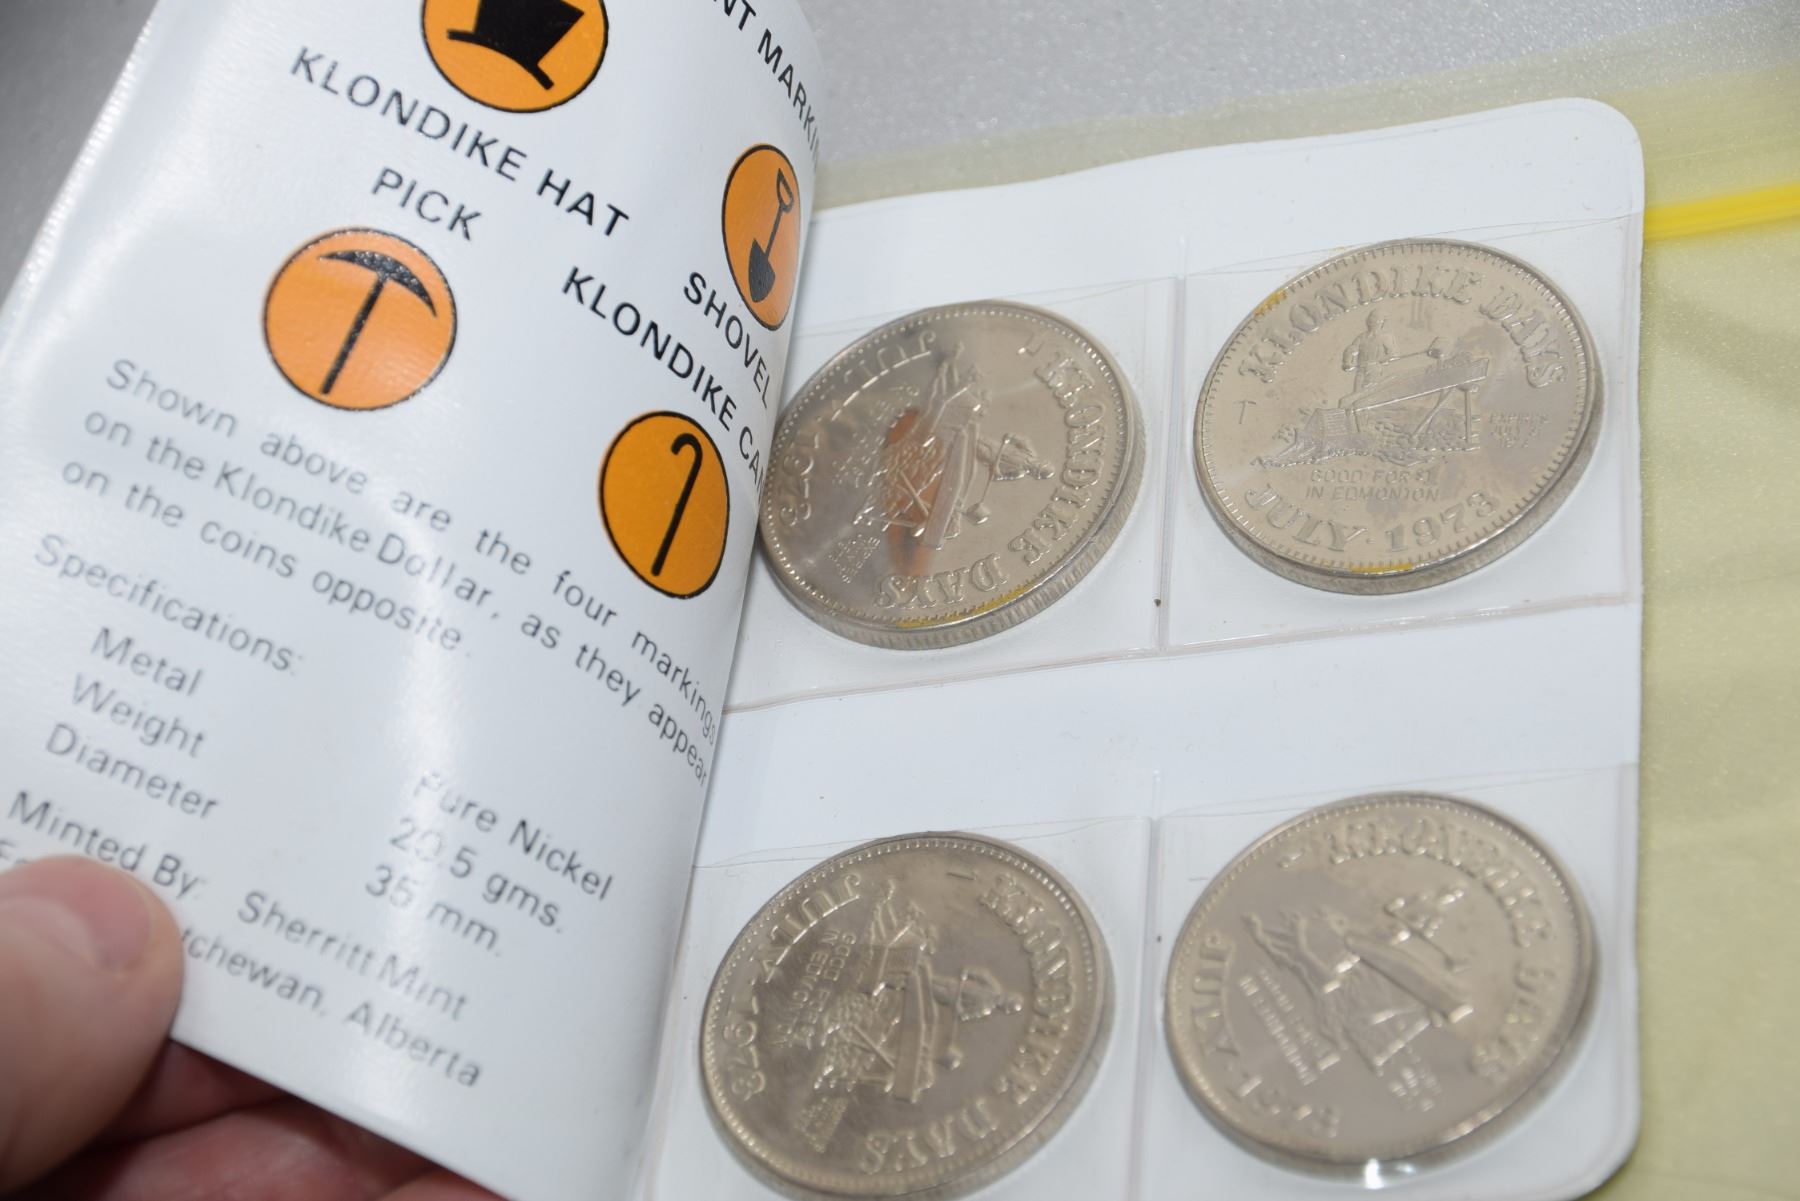 NT MARKIN
KLONDIKE HAT
PICK
SHOVEL
KLONDIKE CAN
Shown above are the four markings
on the Klondike Dollar, as they appear
on the coins opposite.
Specifications:
Metal Pure Nickel
Weight 20.5 gms.
Diameter 35 mm.
Minted By: Sherritt Mint
tchewan, Alberta
KLONDIKE DAYS
JULY · 1973
KLONDIKE DAYS
GOOD FOR $1
IN EDMONTON
JULY · 1973
KLONDIKE DAYS
GOOD FOR
JULY · 1973
KLONDIKE DAYS
JULY · 1973